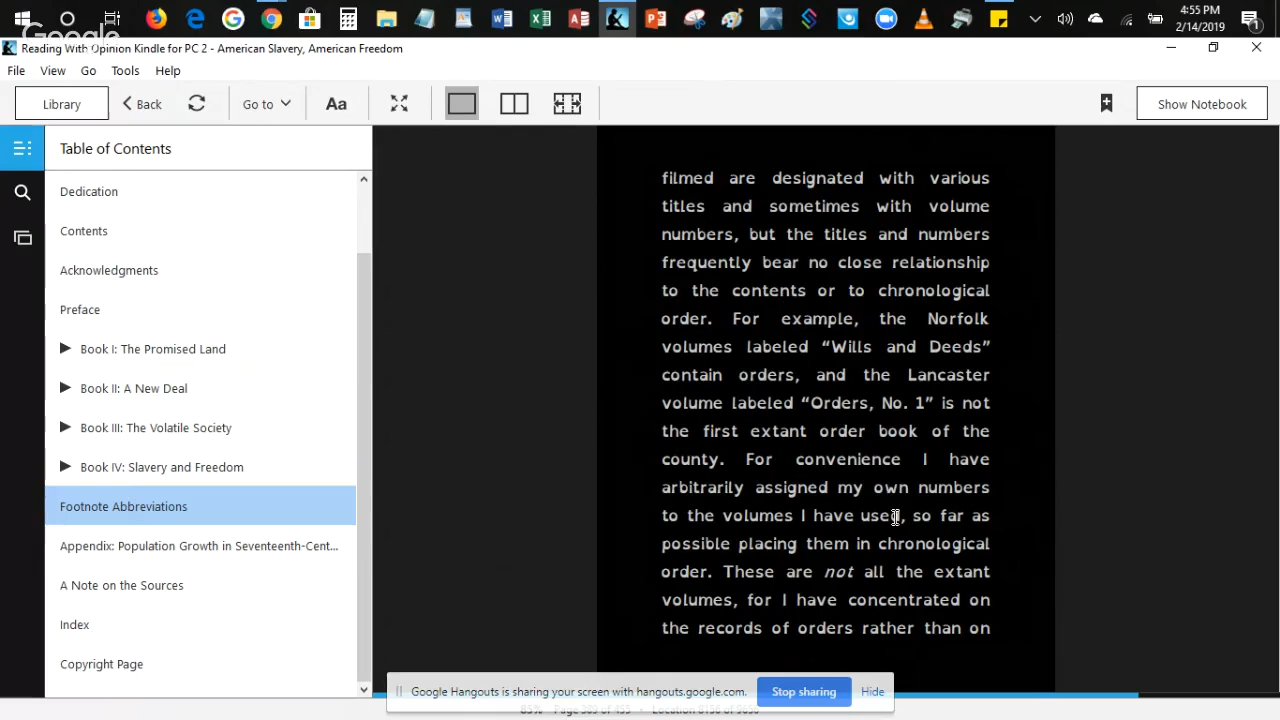 4:55 PM
2/14/2019
Google
Reading With Opinion Kindle for PC 2 - American Slavery, American Freedom
File View Go Tools Help
Library Back Go to Aa Show Notebook
Table of Contents
Dedication
Contents
Acknowledgments
Preface
Book I: The Promised Land
Book II: A New Deal
Book III: The Volatile Society
Book IV: Slavery and Freedom
Footnote Abbreviations
Appendix: Population Growth in Seventeenth-Cent...
A Note on the Sources
Index
Copyright Page
filmed are designated with various
titles and sometimes with volume
numbers, but the titles and numbers
frequently bear no close relationship
to the contents or to chronological
order. For example, the Norfolk
volumes labeled “Wills and Deeds”
contain orders, and the Lancaster
volume labeled “Orders, No. 1” is not
the first extant order book of the
county. For convenience I have
arbitrarily assigned my own numbers
to the volumes I have used, so far as
possible placing them in chronological
order. These are not all the extant
volumes, for I have concentrated on
the records of orders rather than on
Google Hangouts is sharing your screen with hangouts.google.com. Stop sharing Hide